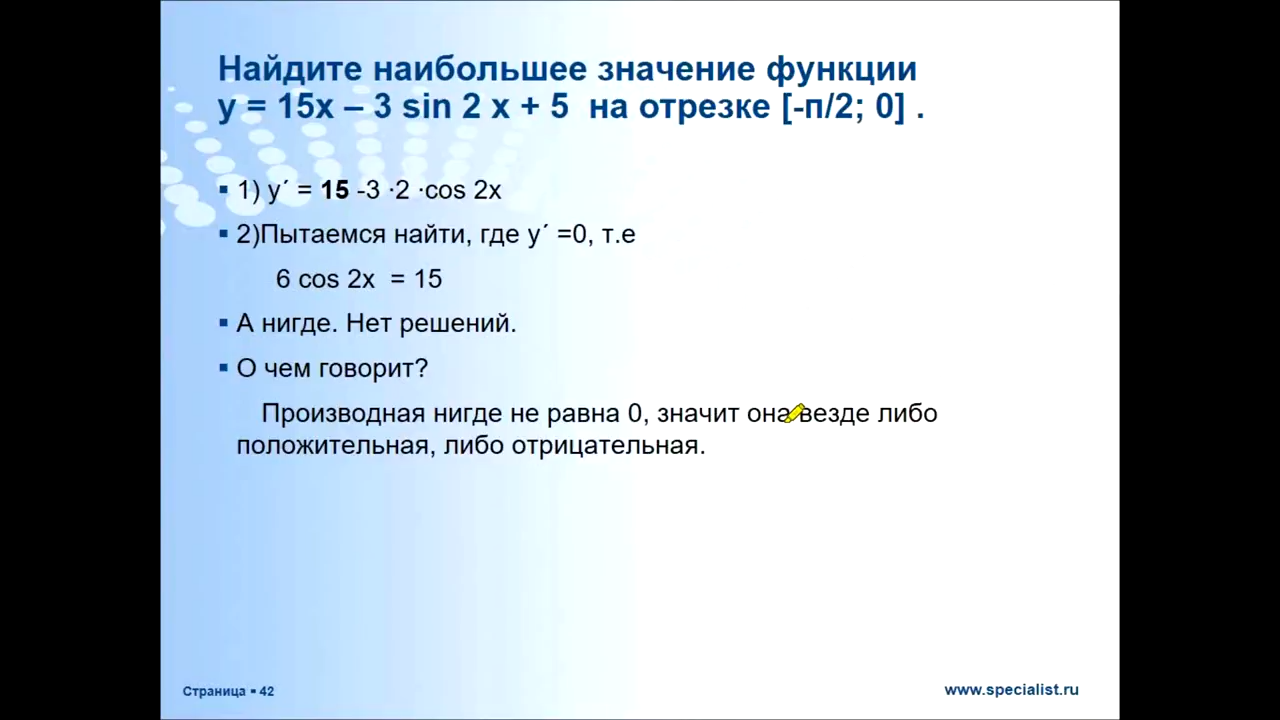 Найдите наибольшее значение функции
y = 15x – 3 sin 2 x + 5 на отрезке [-п/2; 0] .
1) y´ = 15 -3 ·2 ·cos 2x
2)Пытаемся найти, где y´ =0, т.е
6 cos 2x = 15
А нигде. Нет решений.
О чем говорит?
Производная нигде не равна 0, значит она везде либо
положительная, либо отрицательная.
Страница ▪ 42
www.specialist.ru